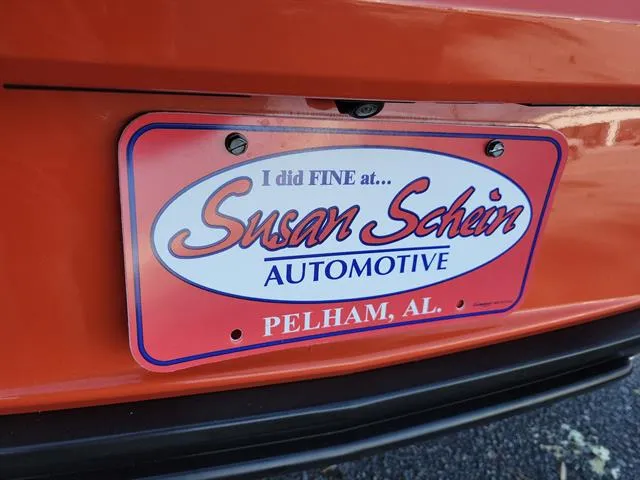 I did FINE at...
Susan Schein
AUTOMOTIVE
PELHAM, AL.